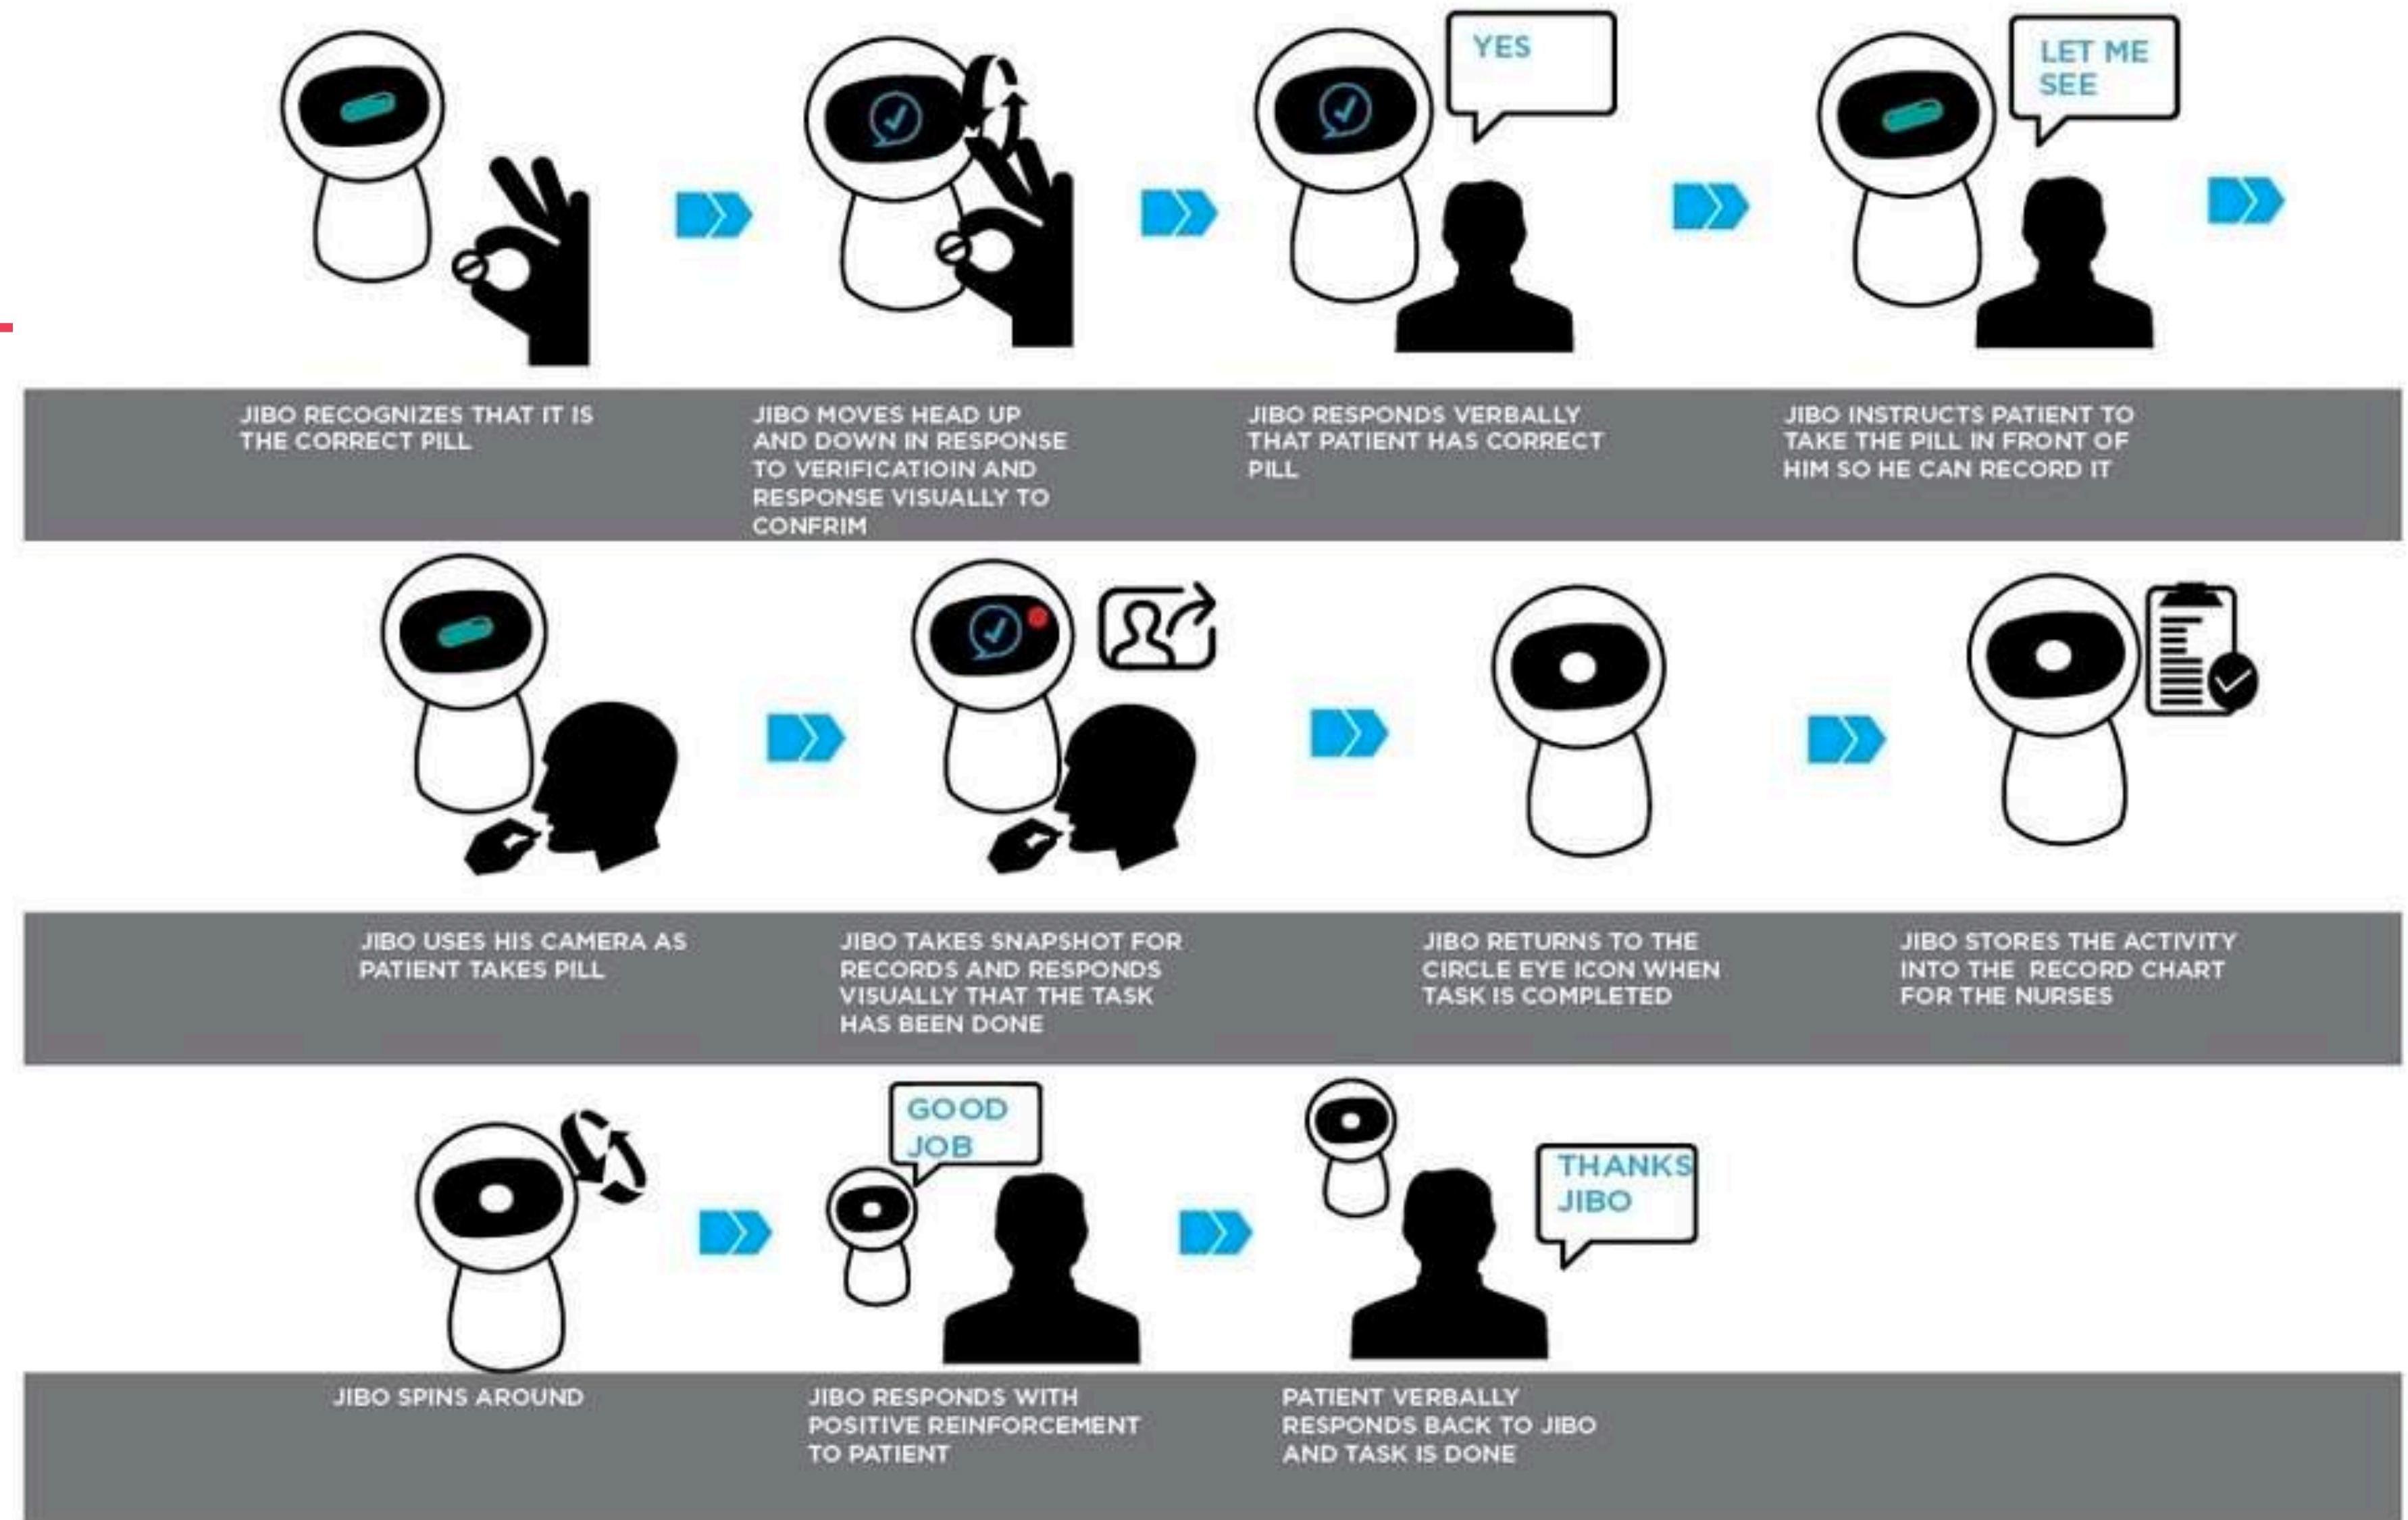 YES
LET ME
SEE
JIBO RECOGNIZES THAT IT IS
THE CORRECT PILL
JIBO MOVES HEAD UP
AND DOWN IN RESPONSE
TO VERIFICATIOIN AND
RESPONSE VISUALLY TO
CONFRIM
JIBO RESPONDS VERBALLY
THAT PATIENT HAS CORRECT
PILL
JIBO INSTRUCTS PATIENT TO
TAKE THE PILL IN FRONT OF
HIM SO HE CAN RECORD IT
JIBO USES HIS CAMERA AS
PATIENT TAKES PILL
JIBO TAKES SNAPSHOT FOR
RECORDS AND RESPONDS
VISUALLY THAT THE TASK
HAS BEEN DONE
JIBO RETURNS TO THE
CIRCLE EYE ICON WHEN
TASK IS COMPLETED
JIBO STORES THE ACTIVITY
INTO THE RECORD CHART
FOR THE NURSES
GOOD
JOB
THANKS
JIBO
JIBO SPINS AROUND
JIBO RESPONDS WITH
POSITIVE REINFORCEMENT
TO PATIENT
PATIENT VERBALLY
RESPONDS BACK TO JIBO
AND TASK IS DONE